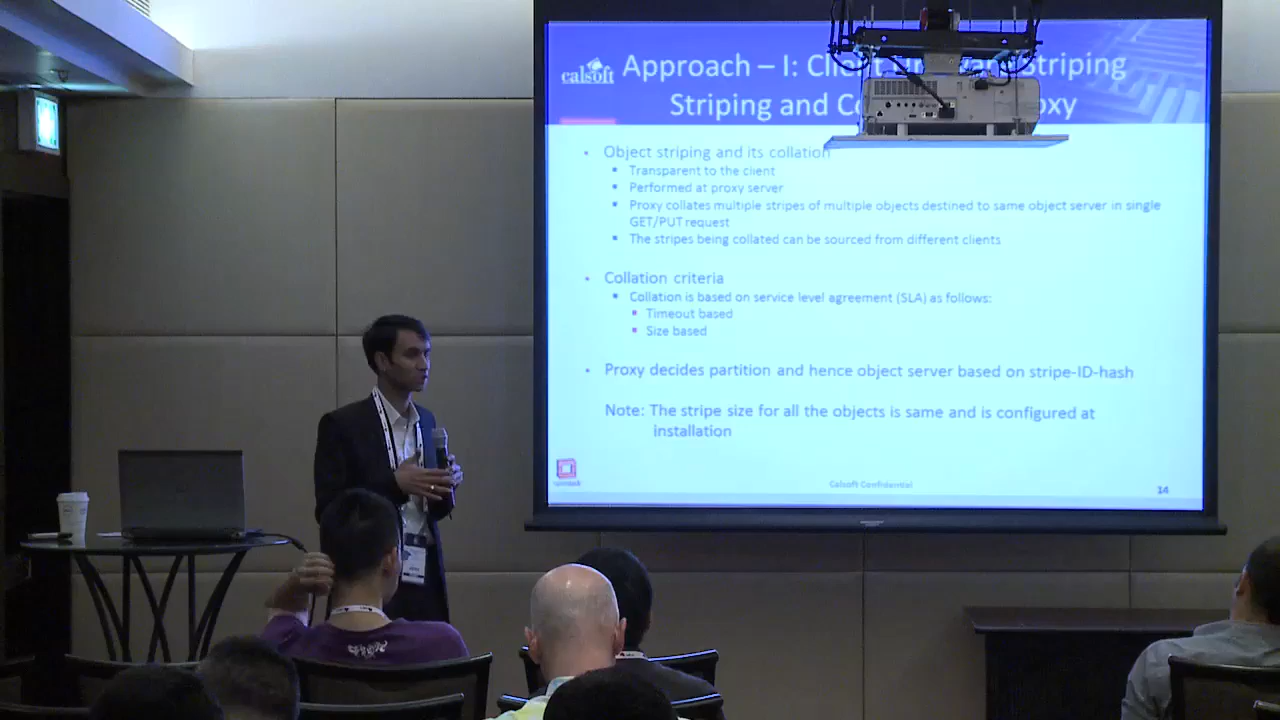 calsoft
Approach – I: Client Striping
Striping and
Object striping and its collation
Transparent to the client
Performed at proxy server
Proxy collates multiple stripes of multiple objects destined to same object server in single
GET/PUT request
The stripes being collated can be sourced from different clients
Collation criteria
Collation is based on service level agreement (SLA) as follows:
Timeout based
Size based
Proxy decides partition and hence object server based on stripe-ID-hash
Note: The stripe size for all the objects is same and is configured at
installation
Calsoft Confidential
14